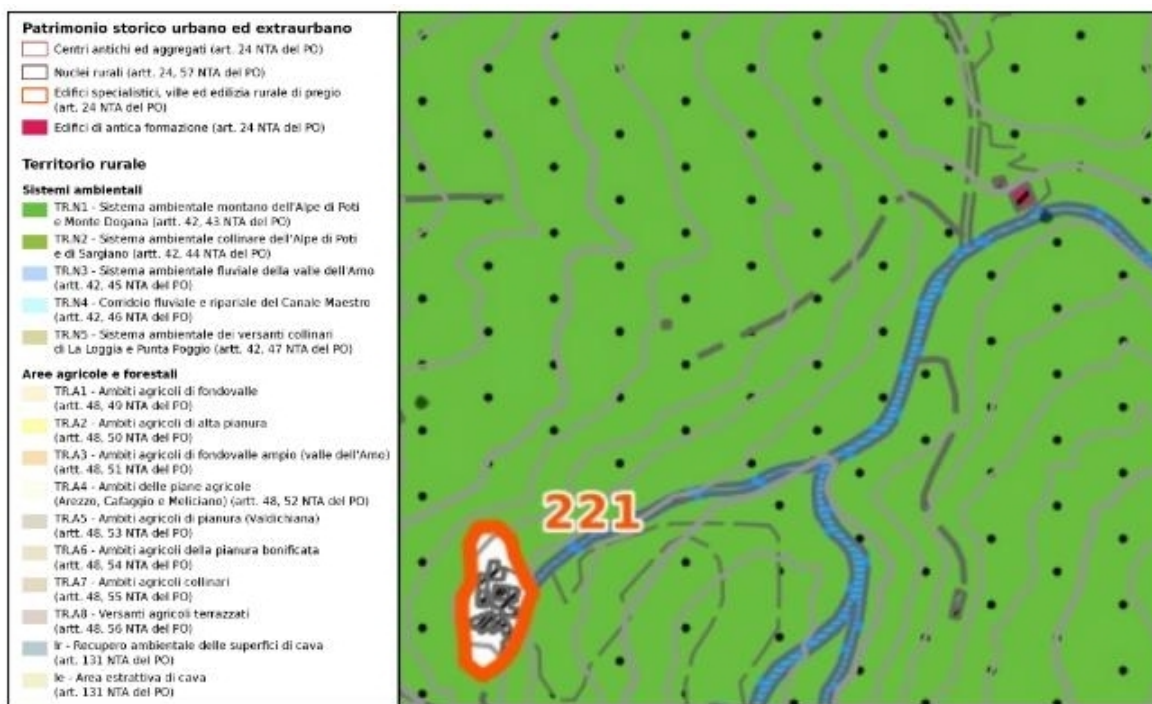 Patrimonio storico urbano ed extraurbano
Centri antichi ed aggregati (art. 24 NTA del PO)
Nuclei rurali (artt. 24, 57 NTA del PO)
Edifici specialistici, ville ed edilizia rurale di pregio
(art. 24 NTA del PO)
Edifici di antica formazione (art. 24 NTA del PO)
Territorio rurale
Sistemi ambientali
TR.N1 - Sistema ambientale montano dell'Alpe di Poti
e Monte Dogana (artt. 42, 43 NTA del PO)
TR.N2 - Sistema ambientale collinare dell'Alpe di Poti
e di Sargiano (artt. 42, 44 NTA del PO)
TR.N3 - Sistema ambientale fluviale della valle dell'Arno
(artt. 42, 45 NTA del PO)
TR.N4 - Corridoio fluviale e ripariale del Canale Maestro
(artt. 42, 46 NTA del PO)
TR.N5 - Sistema ambientale dei versanti collinari
di La Loggia e Punta Poggio (artt. 42, 47 NTA del PO)
Aree agricole e forestali
TR.A1 - Ambiti agricoli di fondovalle
(artt. 48, 49 NTA del PO)
TR.A2 - Ambiti agricoli di alta pianura
(artt. 48, 50 NTA del PO)
TR.A3 - Ambiti agricoli di fondovalle ampio (valle dell'Arno)
(artt. 48, 51 NTA del PO)
TR.A4 - Ambiti delle piane agricole
(Arezzo, Cafaggio e Meliciano) (artt. 48, 52 NTA del PO)
TR.A5 - Ambiti agricoli di pianura (Valdichiana)
(artt. 48, 53 NTA del PO)
TR.A6 - Ambiti agricoli della pianura bonificata
(artt. 48, 54 NTA del PO)
TR.A7 - Ambiti agricoli collinari
(artt. 48, 55 NTA del PO)
TR.A8 - Versanti agricoli terrazzati
(artt. 48, 56 NTA del PO)
Ir - Recupero ambientale delle superfici di cava
(art. 131 NTA del PO)
Ie - Area estrattiva di cava
(art. 131 NTA del PO)
221